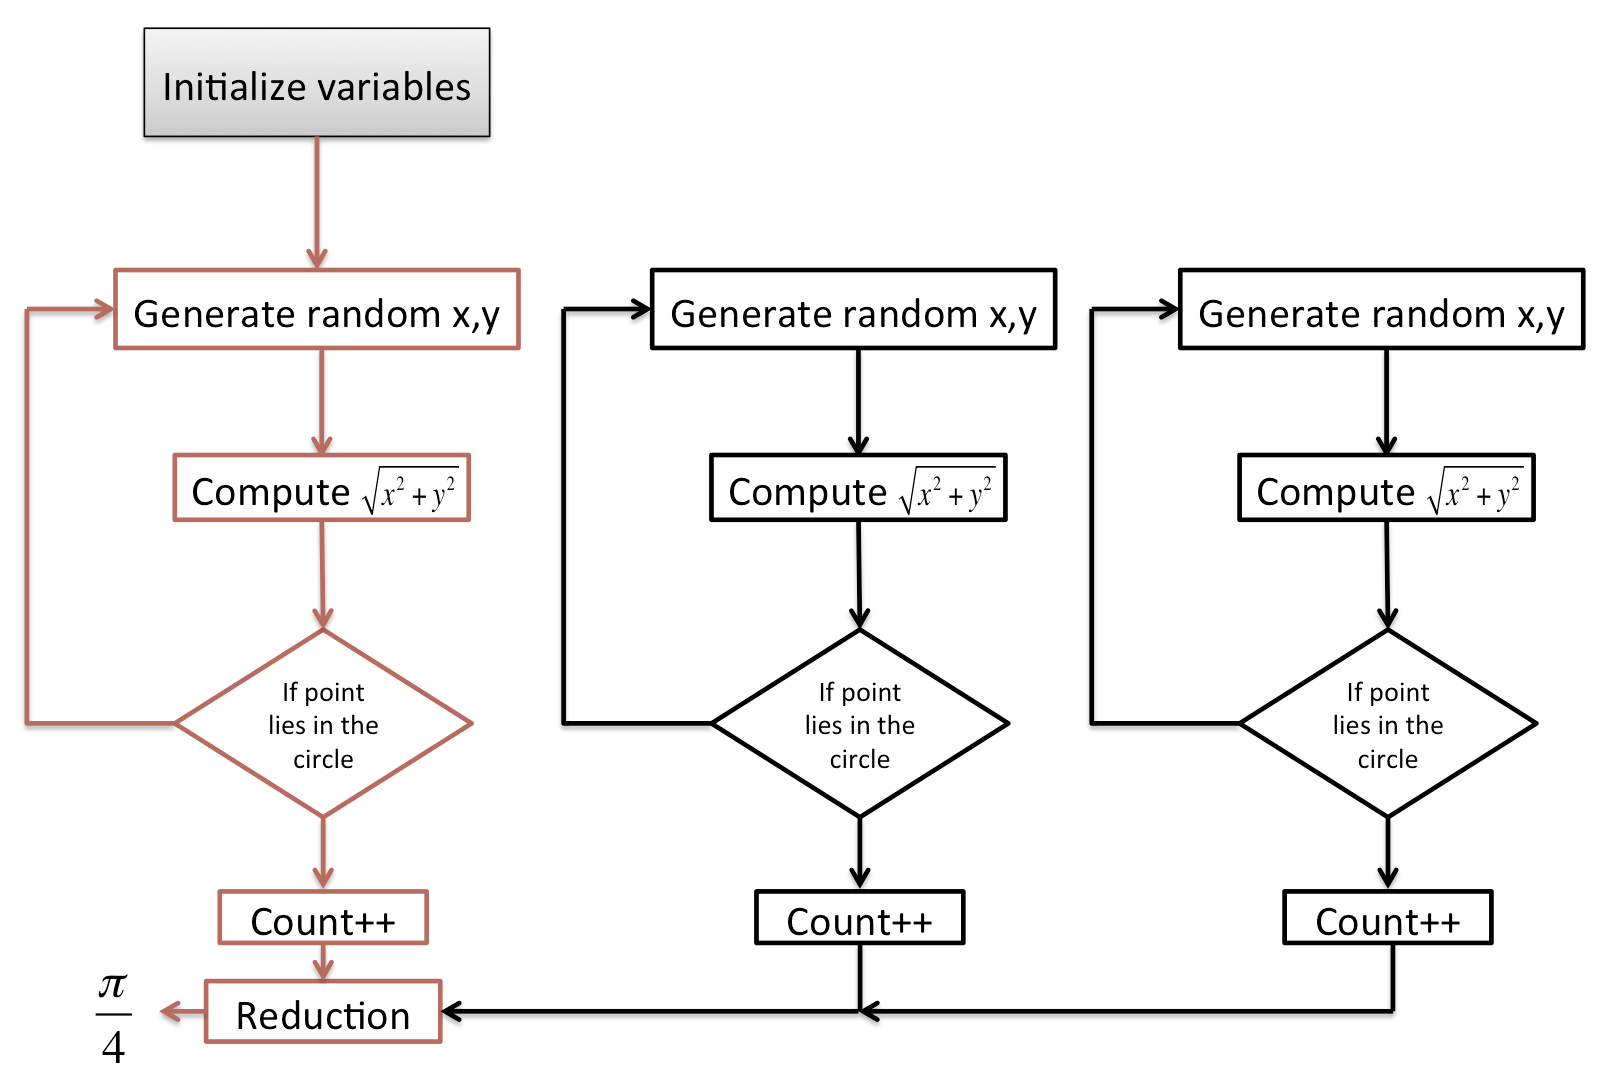 Initialize variables
Generate random x,y
Generate random x,y
Generate random x,y
Compute √(x² + y²)
Compute √(x² + y²)
Compute √(x² + y²)
If point
lies in the
circle
If point
lies in the
circle
If point
lies in the
circle
Count++
Count++
Count++
π/4
Reduction